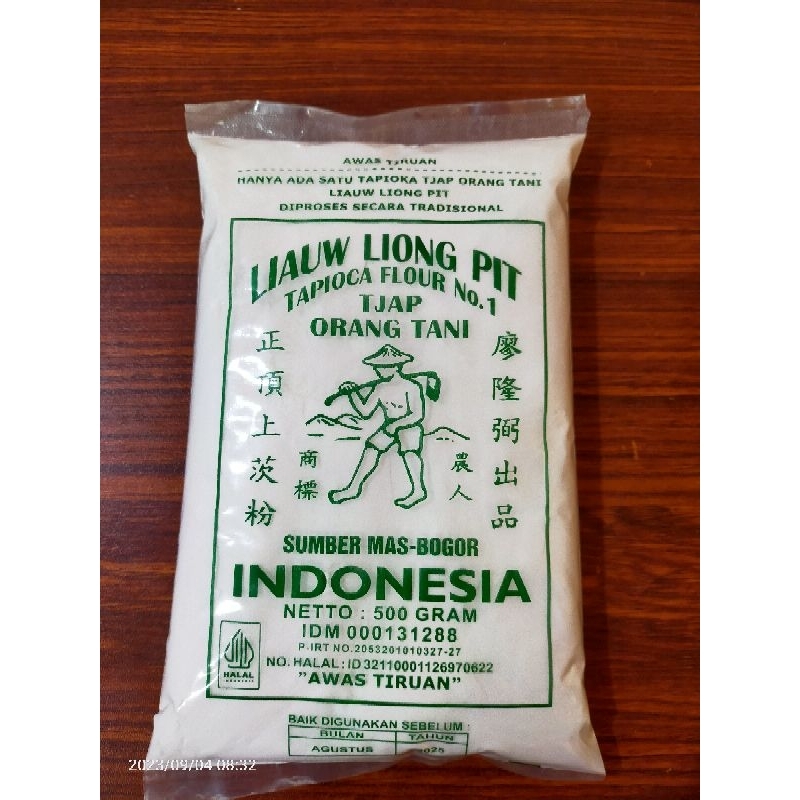 AWAS TIRUAN
HANYA ADA SATU TAPIOKA TJAP ORANG TANI
LIAUW LIONG PIT
DIPROSES SECARA TRADISIONAL
LIAUW LIONG PIT
TAPIOCA FLOUR No.1
TJAP
ORANG TANI
正頂上茨粉
商標
農人
廖隆弼出品
SUMBER MAS-BOGOR
INDONESIA
NETTO : 500 GRAM
IDM 000131288
P-IRT NO.2053201010327-27
NO. HALAL : ID32110001126970622
"AWAS TIRUAN"
HALAL
INDONESIA
BAIK DIGUNAKAN SEBELUM :
BULAN TAHUN
AGUSTUS 2025
2023/09/04 08:32